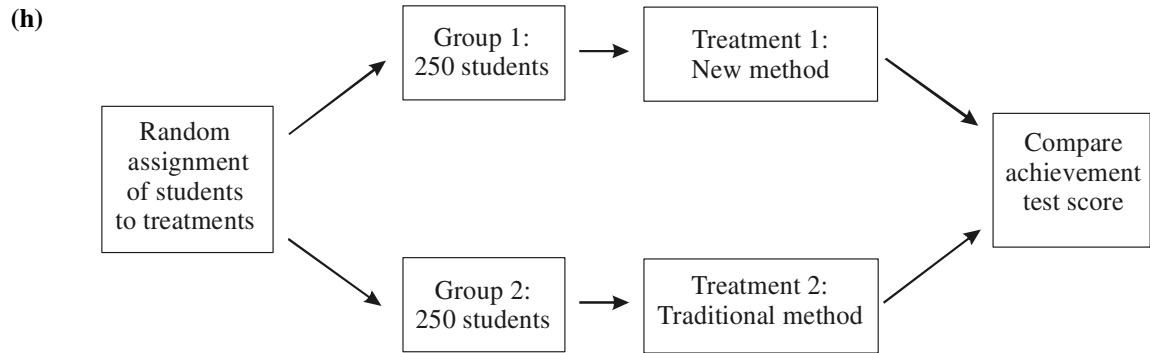 (h)
Random
assignment
of students
to treatments
Group 1:
250 students
Treatment 1:
New method
Group 2:
250 students
Treatment 2:
Traditional method
Compare
achievement
test score